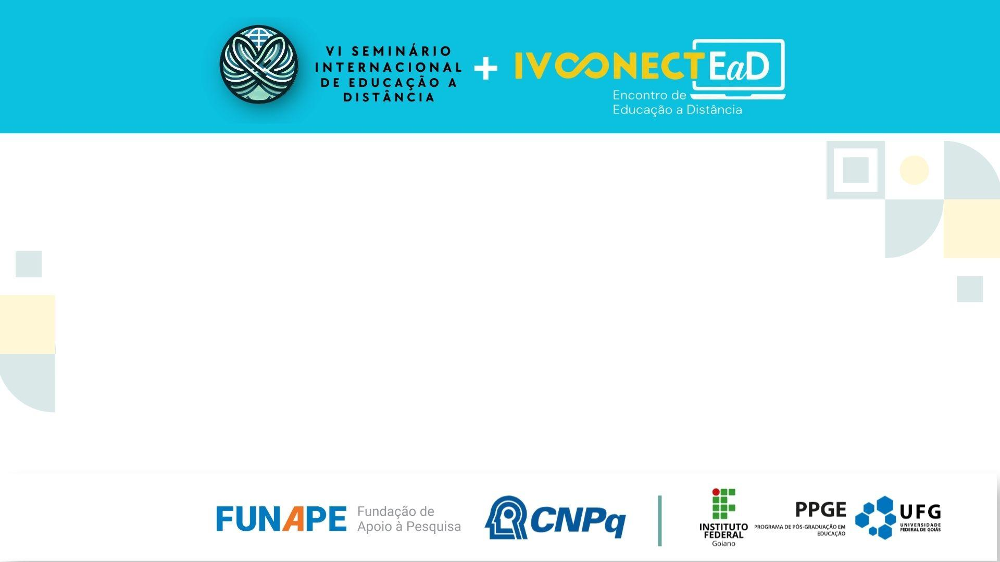 VI SEMINÁRIO
INTERNACIONAL
DE EDUCAÇÃO A
DISTÂNCIA
+
IV CONECTEaD
Encontro de
Educação a Distância
FUNAPE
Fundação de
Apoio à Pesquisa
CNPq
INSTITUTO
FEDERAL
Goiano
PPGE
PROGRAMA DE PÓS-GRADUAÇÃO EM
EDUCAÇÃO
UFG
UNIVERSIDADE
FEDERAL DE GOIÁS